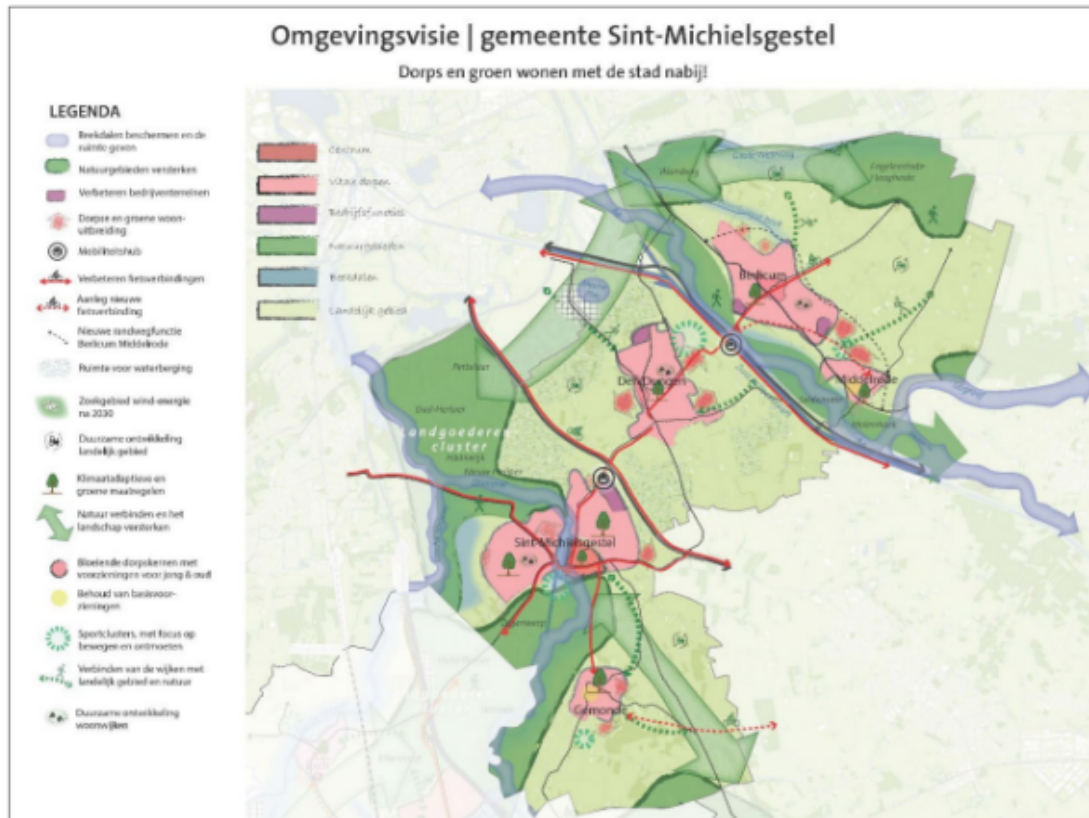 Omgevingsvisie | gemeente Sint-Michielsgestel
Dorps en groen wonen met de stad nabij!
LEGENDA
Beekdalen beschermen en de
ruimte geven
Natuurgebieden versterken
Verbeteren bedrijventerreinen
Dorpse en groene woon-
uitbreiding
Mobiliteitshub
Verbeteren fietsverbindingen
Aanleg nieuwe
fietsverbinding
Nieuwe randwegfunctie
Berlicum Middelrode
Ruimte voor waterberging
Zoekgebied wind-energie
na 2030
Duurzame ontwikkeling
landelijk gebied
Klimaatadaptieve en
groene maatregelen
Natuur verbinden en het
landschap versterken
Bloeiende dorpskernen met
voorzieningen voor jong & oud
Behoud van basisvoor-
zieningen
Sportclusters, met focus op
bewegen en ontmoeten
Verbinden van de wijken met
landelijk gebied en natuur
Duurzame ontwikkeling
woonwijken
Centrum
Vitale dorpen
Bedrijfsfuncties
Natuurgebieden
Beekdalen
Landelijk gebied
Berlicum
Den Dungen
Middelrode
Pettelaar
Oud-Herlaer
Landgoederen-
cluster
Sint-Michielsgestel
Gemonde